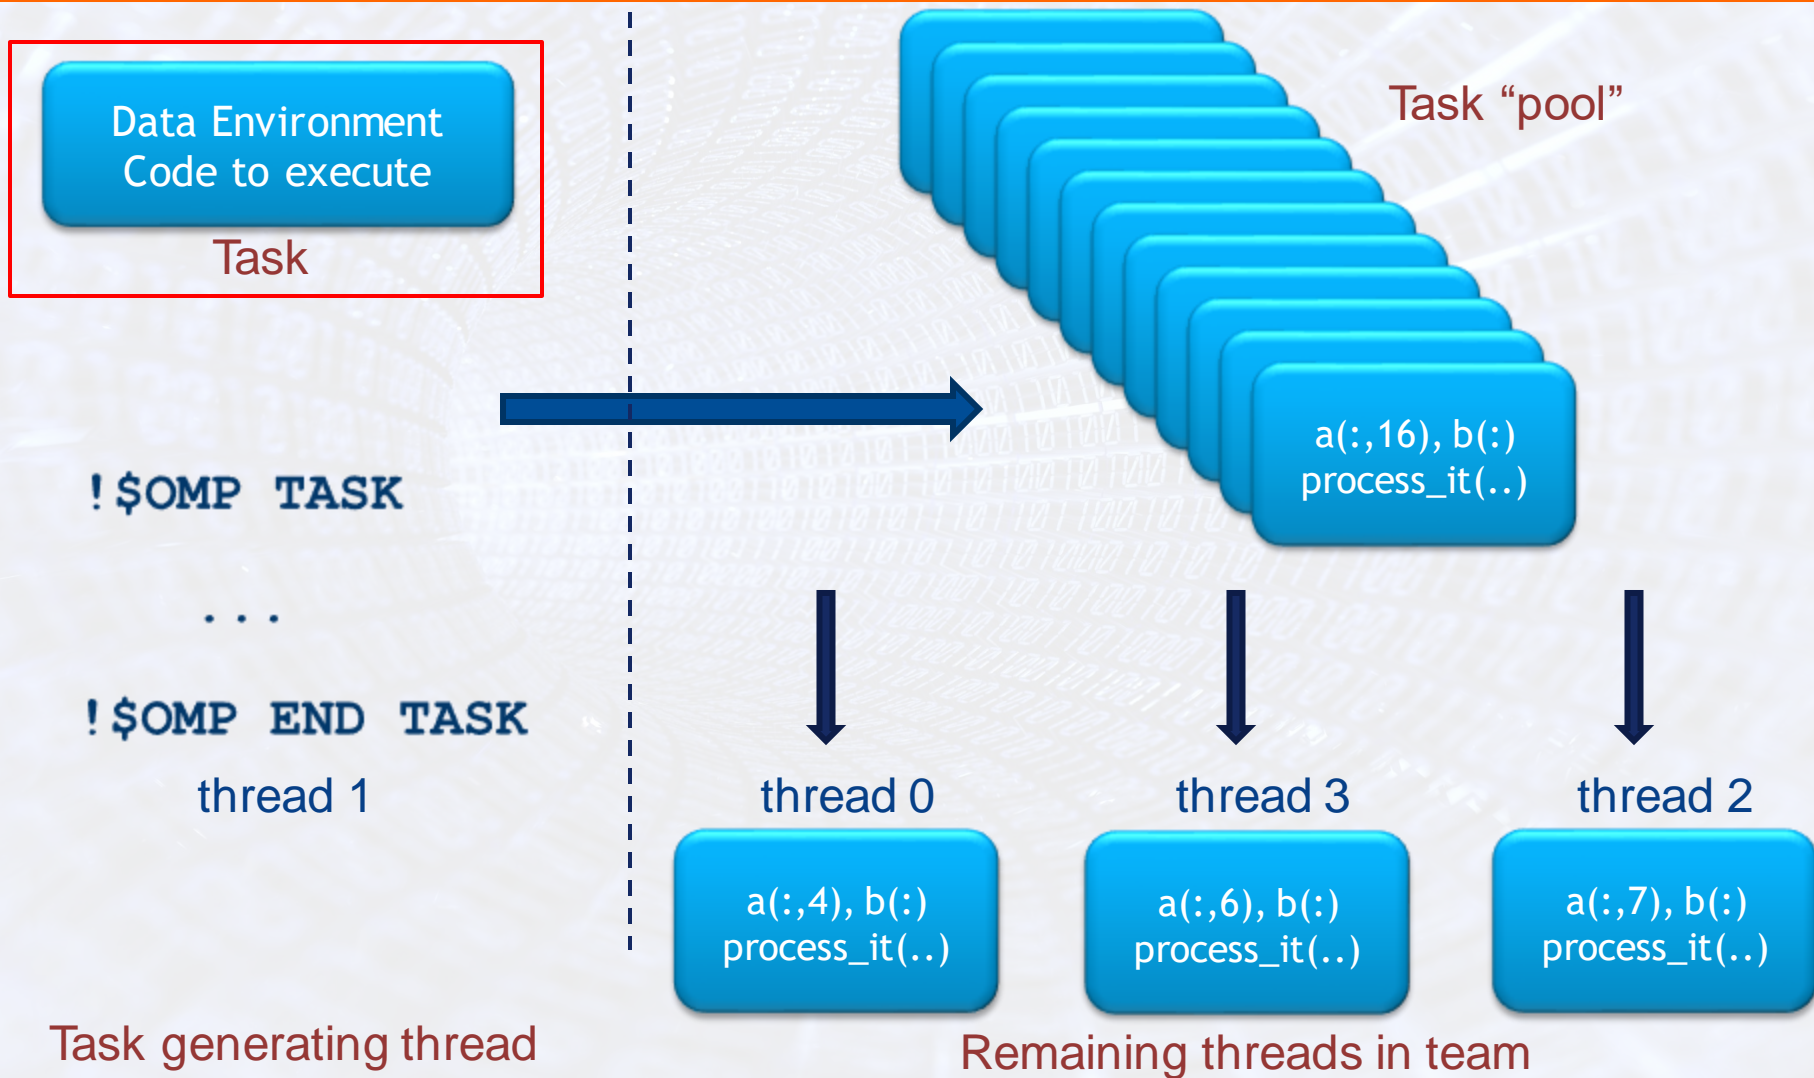 Data Environment
Code to execute
Task
Task “pool”
a(:,16), b(:)
process_it(..)
!$OMP TASK
...
!$OMP END TASK
thread 1
thread 0
thread 3
thread 2
a(:,4), b(:)
process_it(..)
a(:,6), b(:)
process_it(..)
a(:,7), b(:)
process_it(..)
Task generating thread
Remaining threads in team